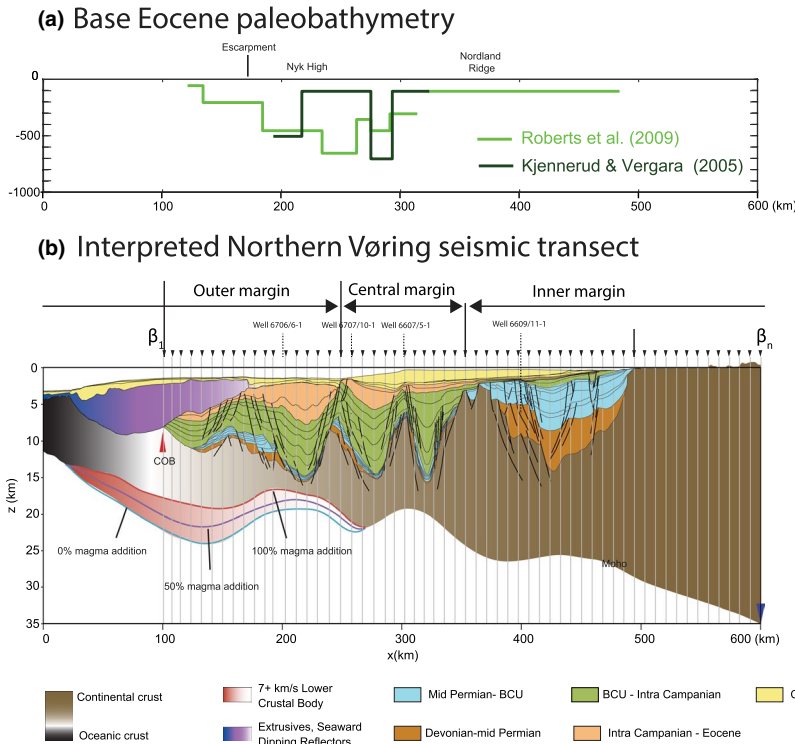 (a) Base Eocene paleobathymetry
Escarpment
Nyk High
Nordland
Ridge
0
-500
-1000
Roberts et al. (2009)
Kjennerud & Vergara (2005)
0 100 200 300 400 500 600 (km)
(b) Interpreted Northern Vøring seismic transect
Outer margin Central margin Inner margin
Well 6706/6-1 Well 6707/10-1 Well 6607/5-1 Well 6609/11-1
β1 βn
0
5
10
15
20
25
30
35
z (km)
COB
0% magma addition
50% magma addition
100% magma addition
Moho
0 100 200 300 400 500 600 (km)
x(km)
Continental crust
Oceanic crust
7+ km/s Lower
Crustal Body
Extrusives, Seaward
Dipping Reflectors
Mid Permian- BCU
Devonian-mid Permian
BCU - Intra Campanian
Intra Campanian - Eocene